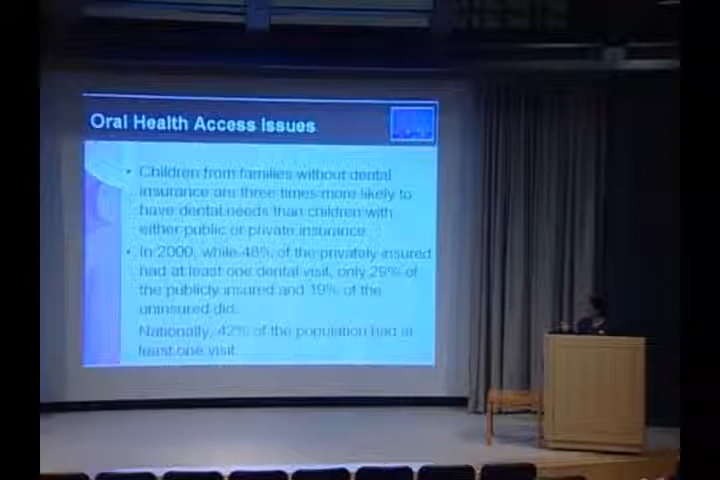 Oral Health Access Issues
• Children from families without dental
insurance are three times more likely to
have dental needs than children with
either public or private insurance.
• In 2000, while 48% of the privately insured
had at least one dental visit, only 29% of
the publicly insured and 19% of the
uninsured did.
Nationally, 42% of the population had at
least one visit.